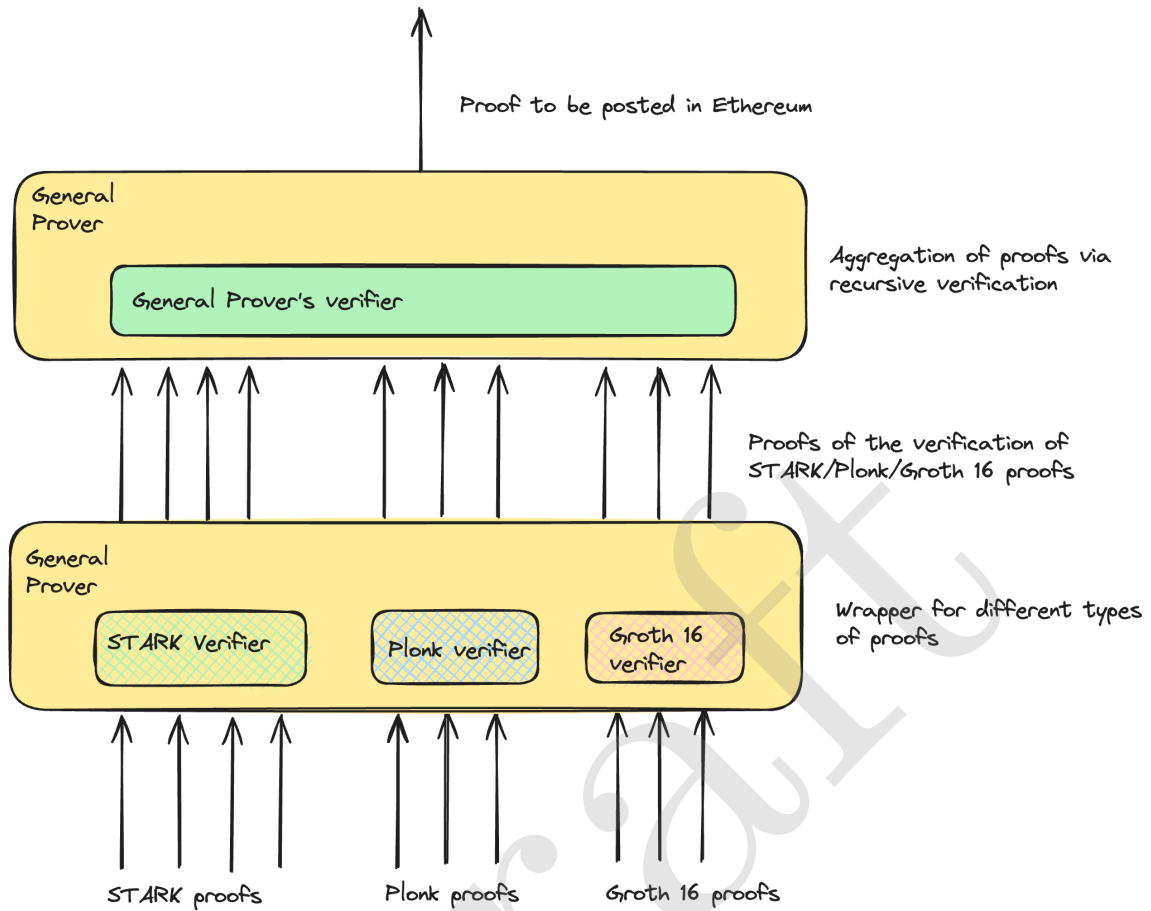 Proof to be posted in Ethereum
General
Prover
General Prover's verifier
Aggregation of proofs via
recursive verification
Proofs of the verification of
STARK/Plonk/Groth 16 proofs
General
Prover
STARK Verifier
Plonk verifier
Groth 16
verifier
Wrapper for different types
of proofs
STARK proofs
Plonk proofs
Groth 16 proofs
raft